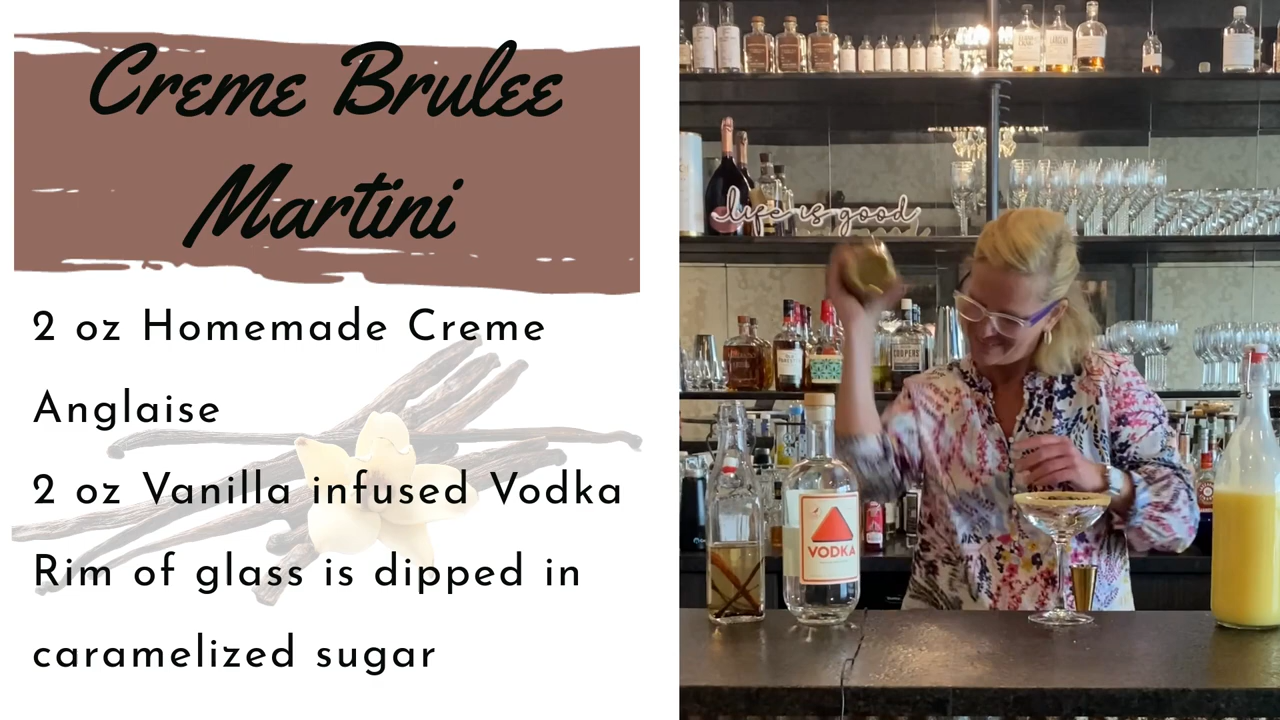 Creme Brulee
Martini
2 oz Homemade Creme
Anglaise
2 oz Vanilla infused Vodka
Rim of glass is dipped in
caramelized sugar
life is good
COOPERS'
VODKA